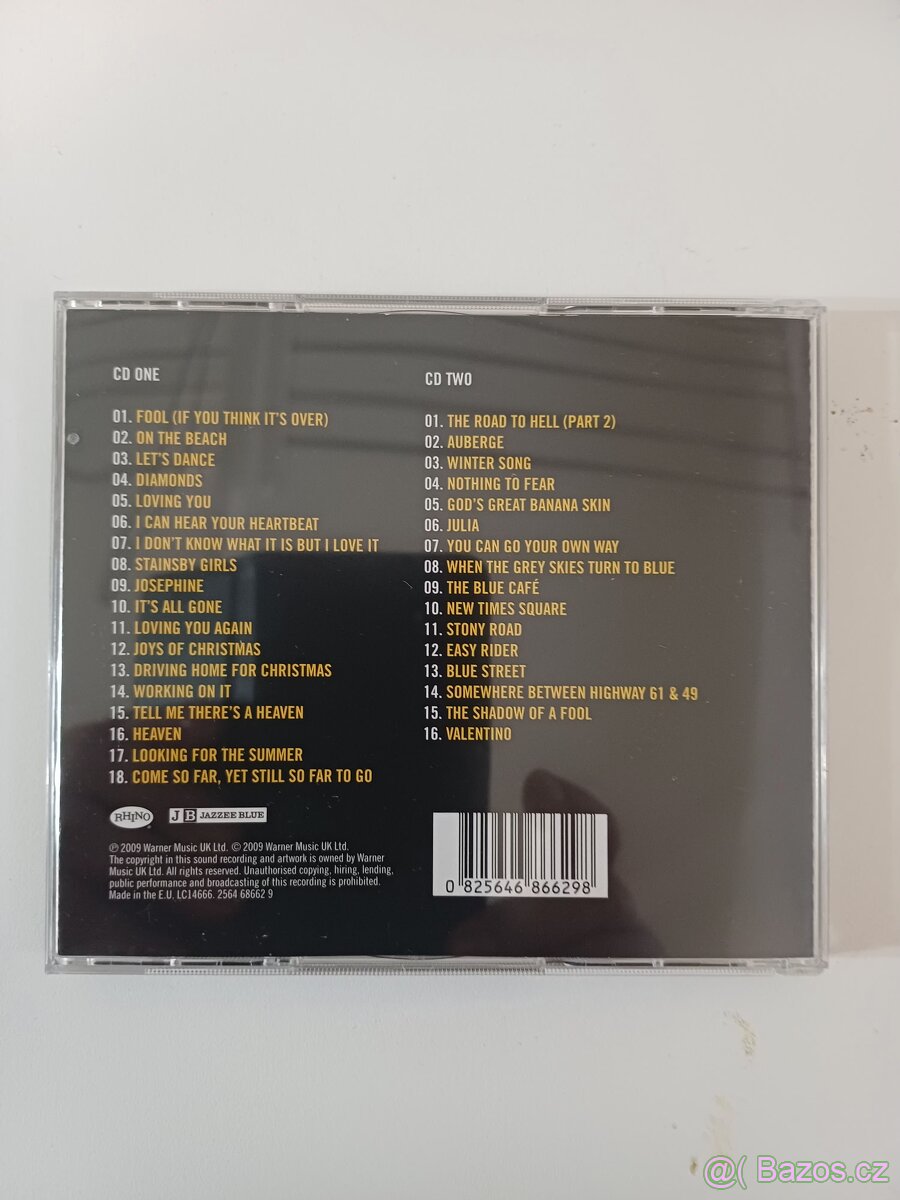 CD ONE
01. FOOL (IF YOU THINK IT'S OVER)
02. ON THE BEACH
03. LET'S DANCE
04. DIAMONDS
05. LOVING YOU
06. I CAN HEAR YOUR HEARTBEAT
07. I DON'T KNOW WHAT IT IS BUT I LOVE IT
08. STAINSBY GIRLS
09. JOSEPHINE
10. IT'S ALL GONE
11. LOVING YOU AGAIN
12. JOYS OF CHRISTMAS
13. DRIVING HOME FOR CHRISTMAS
14. WORKING ON IT
15. TELL ME THERE'S A HEAVEN
16. HEAVEN
17. LOOKING FOR THE SUMMER
18. COME SO FAR, YET STILL SO FAR TO GO
CD TWO
01. THE ROAD TO HELL (PART 2)
02. AUBERGE
03. WINTER SONG
04. NOTHING TO FEAR
05. GOD'S GREAT BANANA SKIN
06. JULIA
07. YOU CAN GO YOUR OWN WAY
08. WHEN THE GREY SKIES TURN TO BLUE
09. THE BLUE CAFÉ
10. NEW TIMES SQUARE
11. STONY ROAD
12. EASY RIDER
13. BLUE STREET
14. SOMEWHERE BETWEEN HIGHWAY 61 & 49
15. THE SHADOW OF A FOOL
16. VALENTINO
RHINO JB JAZZEE BLUE
℗ 2009 Warner Music UK Ltd. © 2009 Warner Music UK Ltd.
The copyright in this sound recording and artwork is owned by Warner
Music UK Ltd. All rights reserved. Unauthorised copying, hiring, lending,
public performance and broadcasting of this recording is prohibited.
Made in the E.U. LC14666. 2564 68662 9
0 825646 866298
@( Bazos.cz